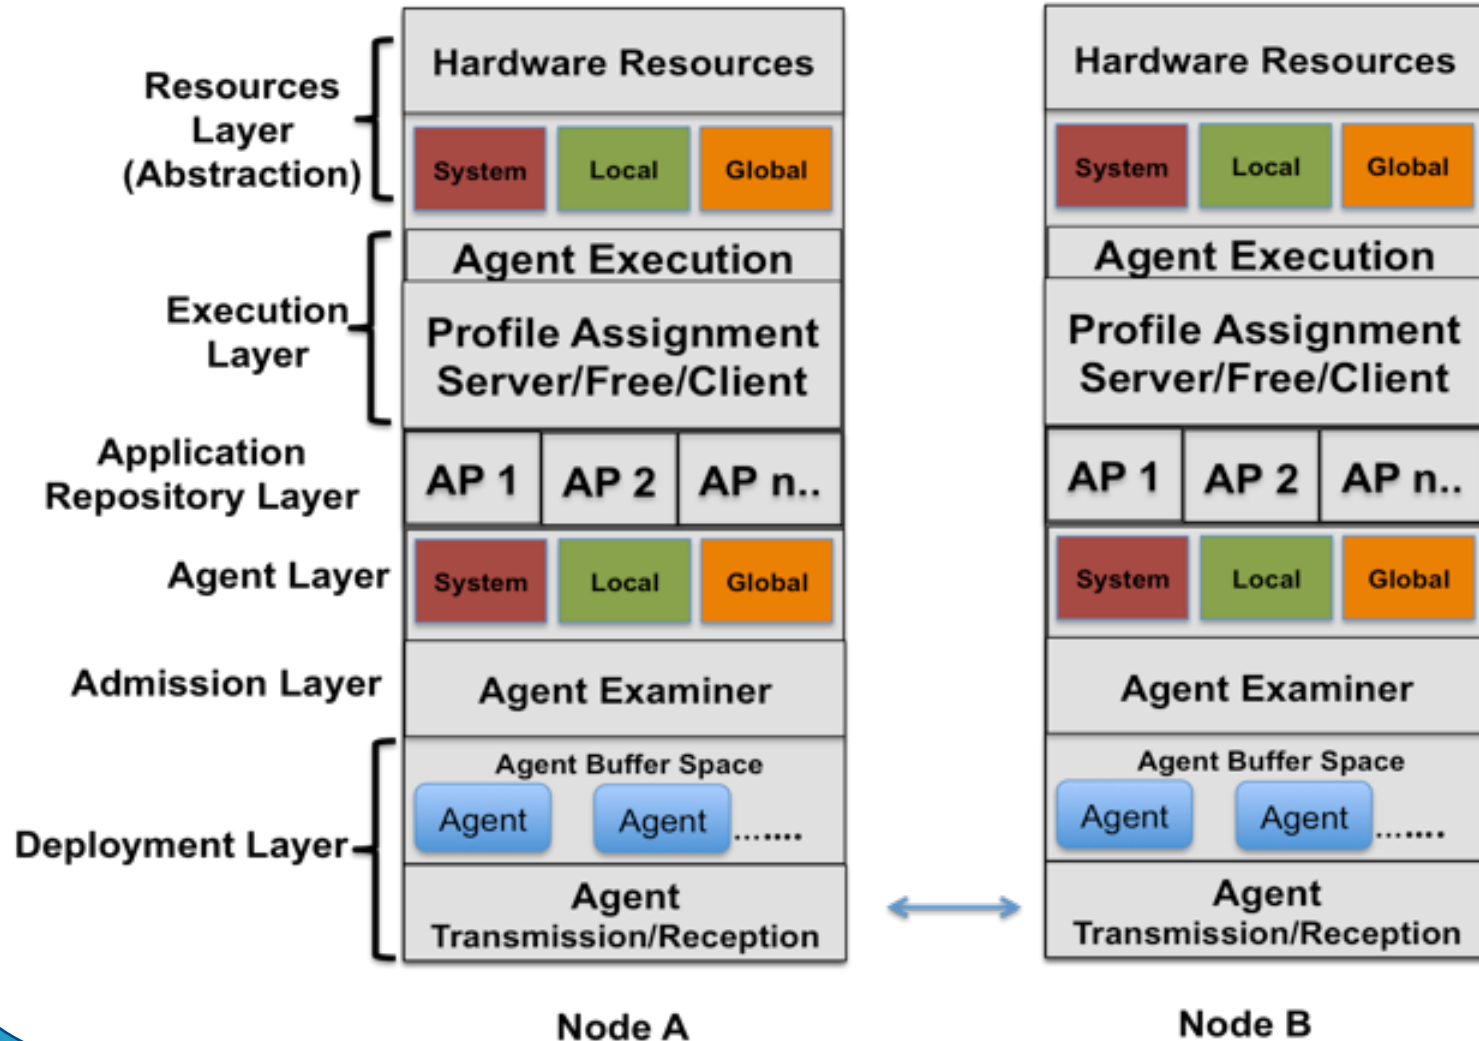 Resources
Layer
(Abstraction)
Execution
Layer
Application
Repository Layer
Agent Layer
Admission Layer
Deployment Layer
Hardware Resources
System Local Global
Agent Execution
Profile Assignment
Server/Free/Client
AP 1 AP 2 AP n..
System Local Global
Agent Examiner
Agent Buffer Space
Agent Agent .......
Agent
Transmission/Reception
Node A
Hardware Resources
System Local Global
Agent Execution
Profile Assignment
Server/Free/Client
AP 1 AP 2 AP n..
System Local Global
Agent Examiner
Agent Buffer Space
Agent Agent .......
Agent
Transmission/Reception
Node B